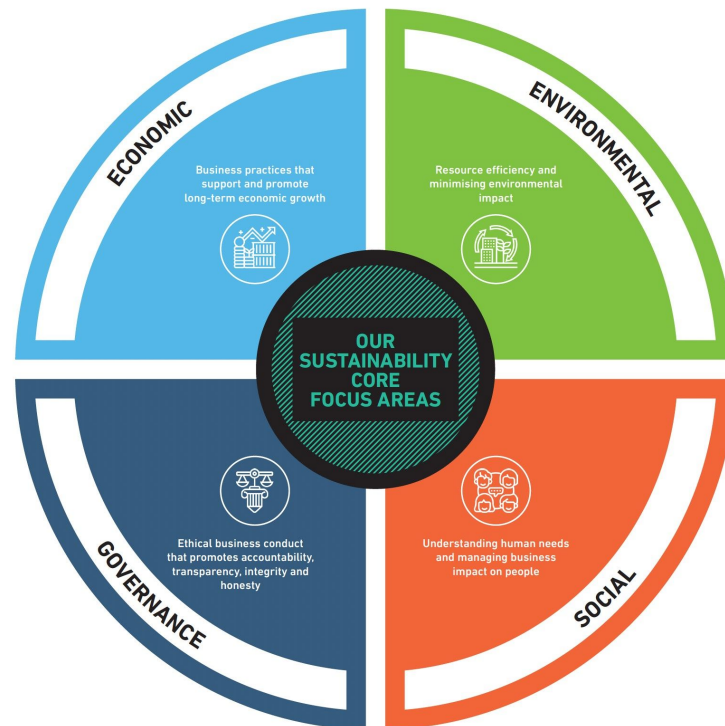 ECONOMIC
Business practices that
support and promote
long-term economic growth
ENVIRONMENTAL
Resource efficiency and
minimising environmental
impact
OUR
SUSTAINABILITY
CORE
FOCUS AREAS
GOVERNANCE
Ethical business conduct
that promotes accountability,
transparency, integrity and
honesty
SOCIAL
Understanding human needs
and managing business
impact on people